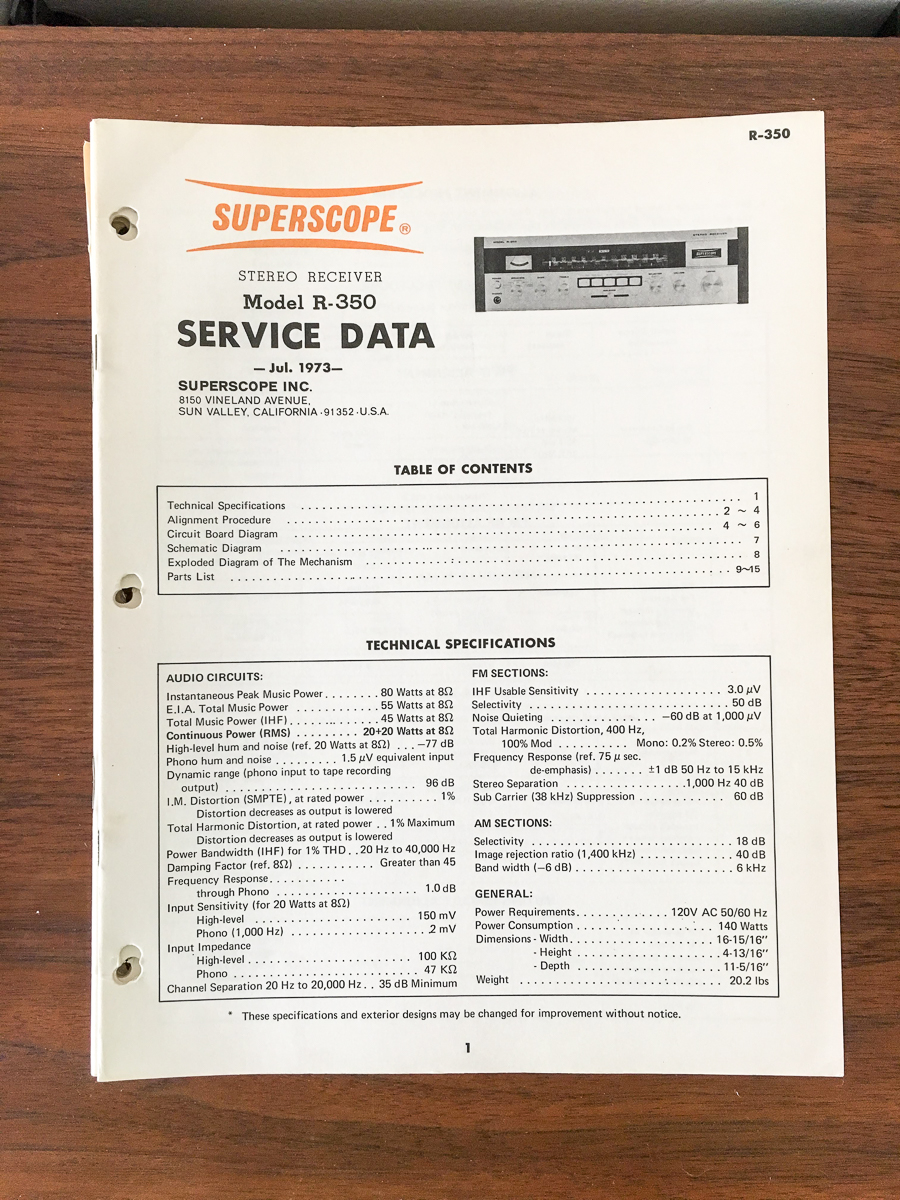 R-350
SUPERSCOPE®
STEREO RECEIVER
Model R-350
SERVICE DATA
— Jul. 1973—
SUPERSCOPE INC.
8150 VINELAND AVENUE,
SUN VALLEY, CALIFORNIA · 91352 · U.S.A.
TABLE OF CONTENTS
Technical Specifications . . . . . . . . . . 1
Alignment Procedure . . . . . . . . . . 2 ~ 4
Circuit Board Diagram . . . . . . . . . . 4 ~ 6
Schematic Diagram . . . . . . . . . . 7
Exploded Diagram of The Mechanism . . . . . . . . . . 8
Parts List . . . . . . . . . . 9~15
TECHNICAL SPECIFICATIONS
AUDIO CIRCUITS:
Instantaneous Peak Music Power . . . . . . . . 80 Watts at 8Ω
E.I.A. Total Music Power . . . . . . . . . . . . 55 Watts at 8Ω
Total Music Power (IHF) . . . . . . . . . . . . . 45 Watts at 8Ω
Continuous Power (RMS) . . . . . . . . . . 20+20 Watts at 8Ω
High-level hum and noise (ref. 20 Watts at 8Ω) . . . −77 dB
Phono hum and noise . . . . . . . . . . 1.5 μV equivalent input
Dynamic range (phono input to tape recording
output) . . . . . . . . . . . . . . . . . . . . 96 dB
I.M. Distortion (SMPTE), at rated power . . . . . . . . . . 1%
Distortion decreases as output is lowered
Total Harmonic Distortion, at rated power . . 1% Maximum
Distortion decreases as output is lowered
Power Bandwidth (IHF) for 1% THD . . 20 Hz to 40,000 Hz
Damping Factor (ref. 8Ω) . . . . . . . . . . . Greater than 45
Frequency Response . . . . . . . . . . .
through Phono . . . . . . . . . . . . . . . . . . . . 1.0 dB
Input Sensitivity (for 20 Watts at 8Ω)
High-level . . . . . . . . . . . . . . . . . . . . . . 150 mV
Phono (1,000 Hz) . . . . . . . . . . . . . . . . . . . .2 mV
Input Impedance
High-level . . . . . . . . . . . . . . . . . . . . . . 100 KΩ
Phono . . . . . . . . . . . . . . . . . . . . . . . . 47 KΩ
Channel Separation 20 Hz to 20,000 Hz . . 35 dB Minimum
FM SECTIONS:
IHF Usable Sensitivity . . . . . . . . . . . . . . . . . . . 3.0 μV
Selectivity . . . . . . . . . . . . . . . . . . . . . . . . . 50 dB
Noise Quieting . . . . . . . . . . . . . . . −60 dB at 1,000 μV
Total Harmonic Distortion, 400 Hz,
100% Mod . . . . . . . . . . Mono: 0.2% Stereo: 0.5%
Frequency Response (ref. 75 μ sec.
de-emphasis) . . . . . . . ±1 dB 50 Hz to 15 kHz
Stereo Separation . . . . . . . . . . . . . . . . .1,000 Hz 40 dB
Sub Carrier (38 kHz) Suppression . . . . . . . . . . . . 60 dB
AM SECTIONS:
Selectivity . . . . . . . . . . . . . . . . . . . . . . . . . 18 dB
Image rejection ratio (1,400 kHz) . . . . . . . . . . . . . 40 dB
Band width (−6 dB) . . . . . . . . . . . . . . . . . . . . . . 6 kHz
GENERAL:
Power Requirements . . . . . . . . . . . . . 120V AC 50/60 Hz
Power Consumption . . . . . . . . . . . . . . . . . . 140 Watts
Dimensions - Width . . . . . . . . . . . . . . . . . . 16-15/16"
- Height . . . . . . . . . . . . . . . . . . 4-13/16"
- Depth . . . . . . . . . . . . . . . . . . 11-5/16"
Weight . . . . . . . . . . . . . . . . . . . . . . . . . 20.2 lbs
* These specifications and exterior designs may be changed for improvement without notice.
1